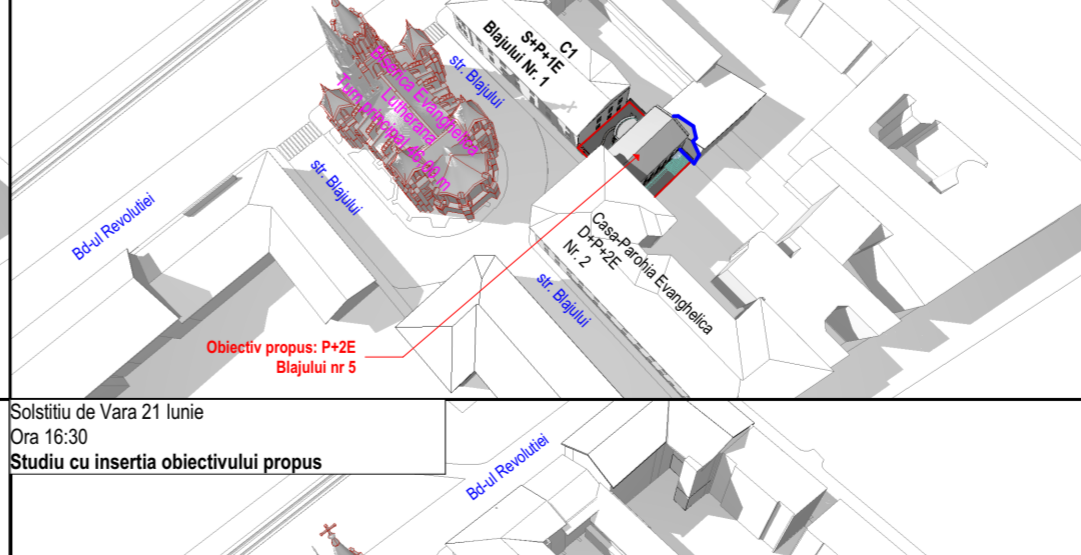 Biserica Evanghelica
Lutherana
Turn principal 46,00 m
str. Blajului
C1
S+P+1E
Blajului Nr. 1
str. Blajului
Bd-ul Revolutiei
Casa-Parohia Evanghelica
D+P+2E
Nr. 2
str. Blajului
Obiectiv propus: P+2E
Blajului nr 5
Solstitiu de Vara 21 Iunie
Ora 16:30
Studiu cu insertia obiectivului propus
Bd-ul Revolutiei